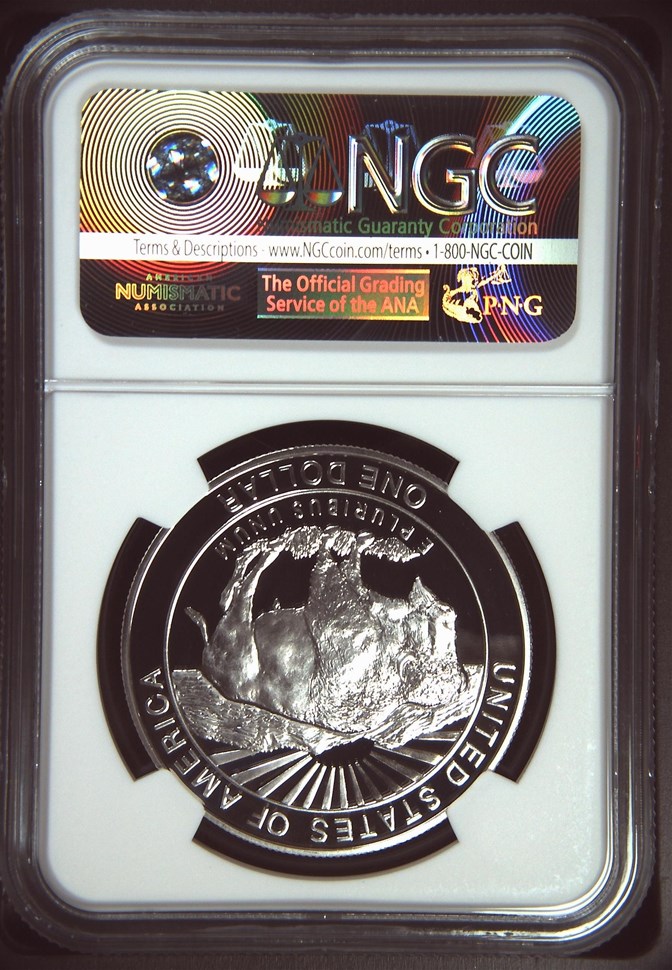 NGC
Numismatic Guaranty Corporation
Terms & Descriptions · www.NGCcoin.com/terms • 1-800-NGC-COIN
AMERICAN
NUMISMATIC
ASSOCIATION
The Official Grading
Service of the ANA
PNG
UNITED STATES OF AMERICA
E PLURIBUS UNUM
ONE DOLLAR